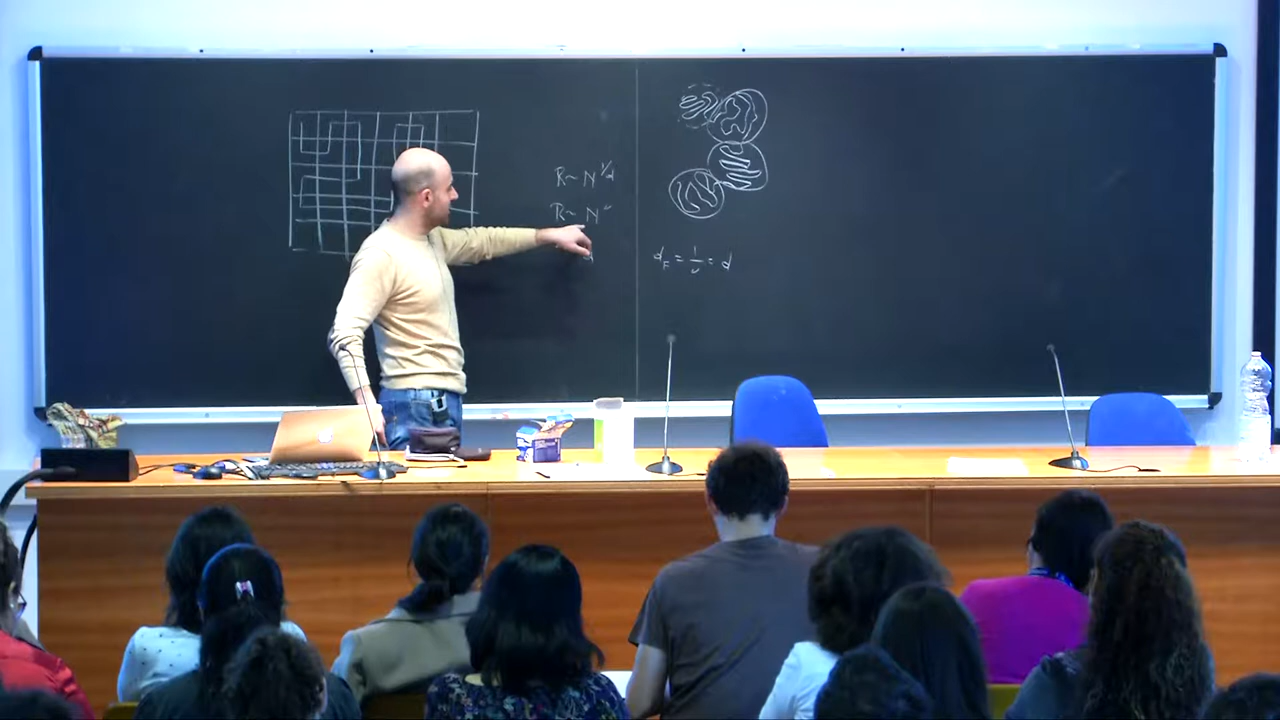 R ~ N^{1/d}
R ~ N^ν
d
d_F = 1/ν = d